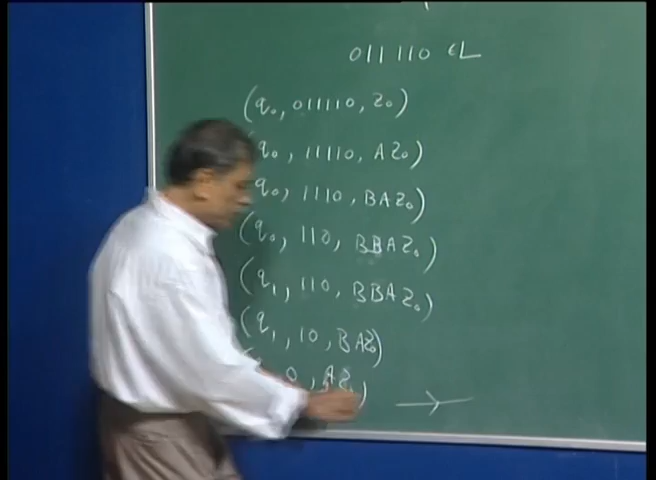 011110 ∈L
(q₀, 011110, Z₀)
(q₀, 11110, AZ₀)
q₀, 1110, BAZ₀)
(q₀, 110, BBAZ₀)
(q₁, 110, BBAZ₀)
(q₁, 10, BAZ₀)
0, AZ₀)